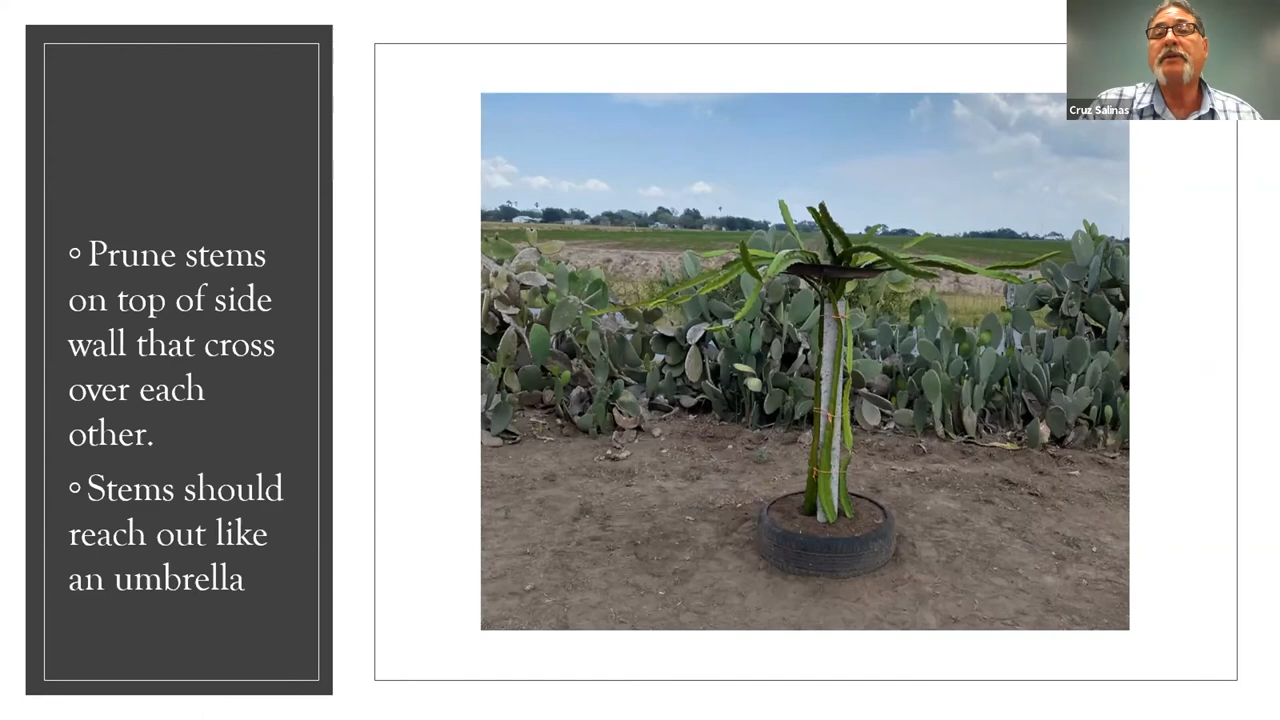 ◦ Prune stems
on top of side
wall that cross
over each
other.
◦ Stems should
reach out like
an umbrella
Cruz Salinas